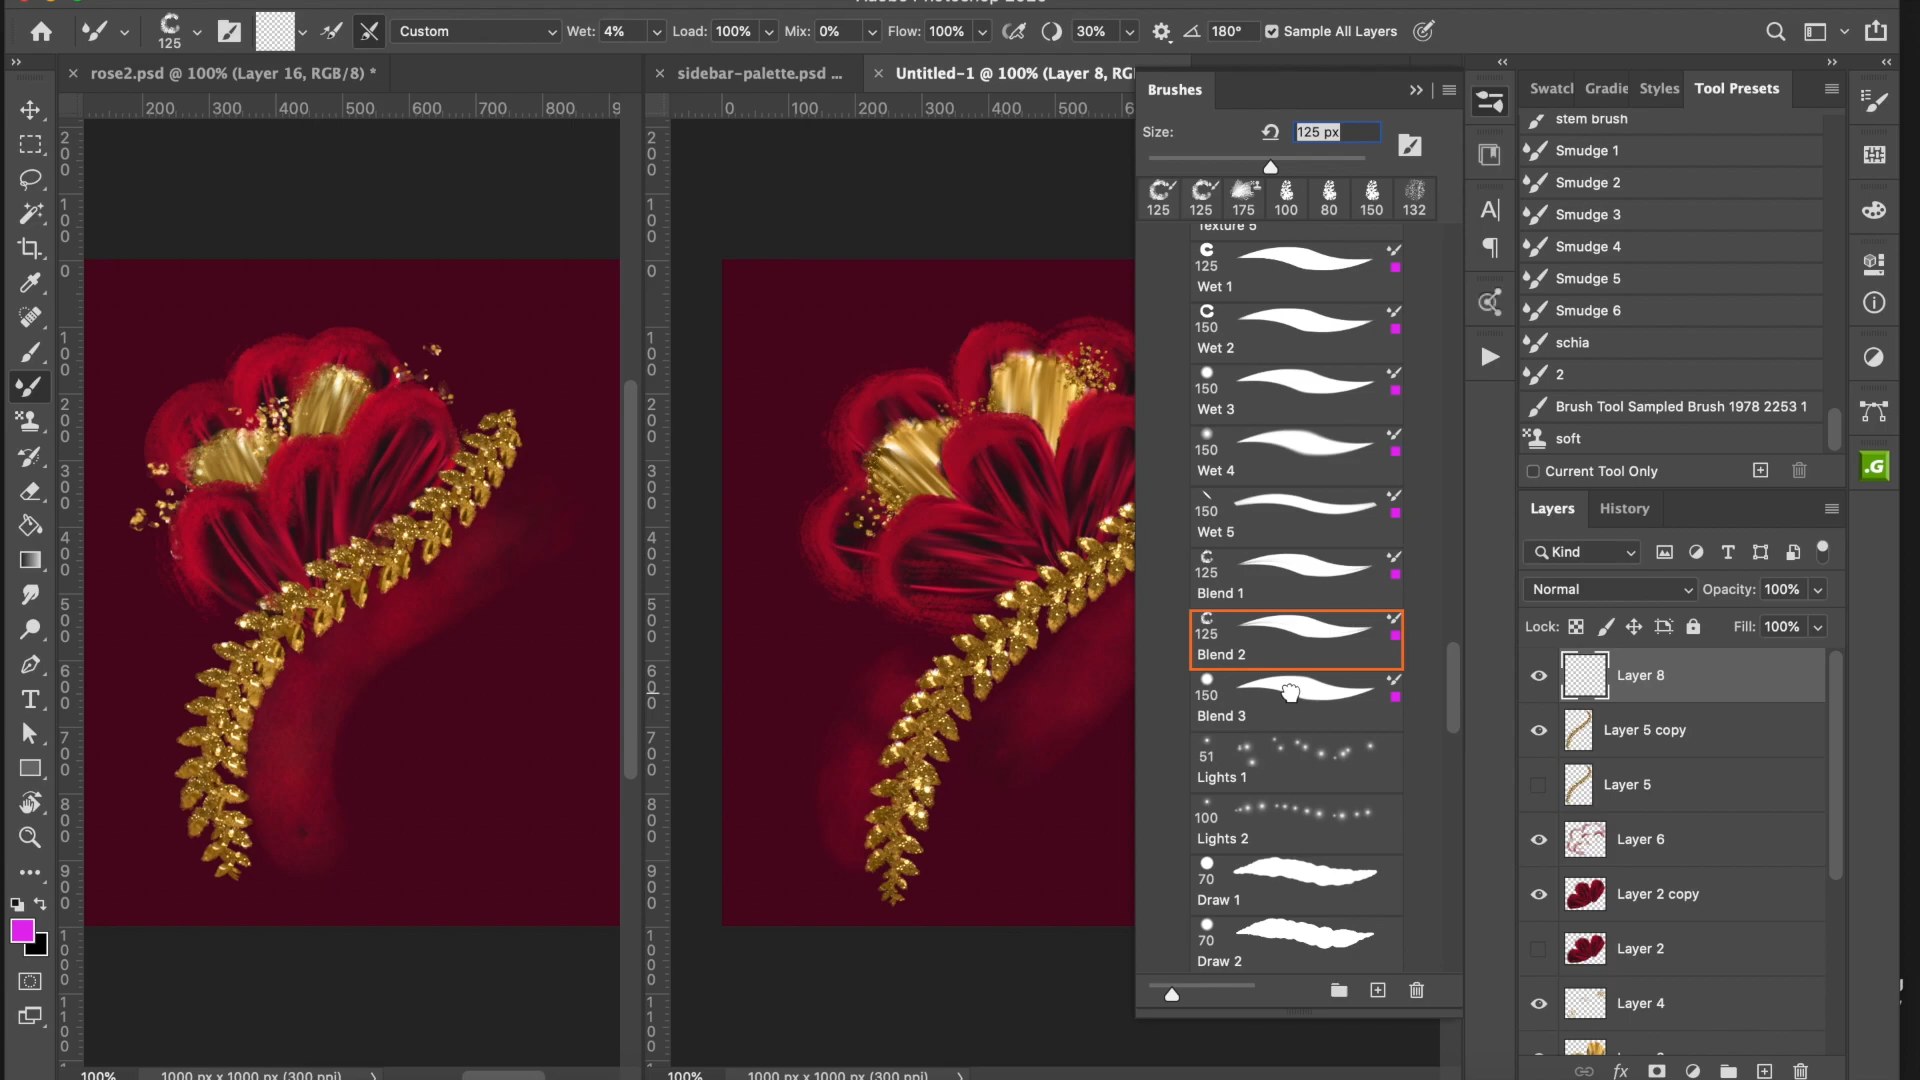 125
Custom
Wet: 4%
Load: 100%
Mix: 0%
Flow: 100%
30%
180°
Sample All Layers
rose2.psd @ 100% (Layer 16, RGB/8) *
sidebar-palette.psd ...
Untitled-1 @ 100% (Layer 8, RG
200 300 400 500 600 700 800 9
0 100 200 300 400 500 6
Brushes
Size: 125 px
125 125 175 100 80 150 132
Texture 5
125
Wet 1
150
Wet 2
150
Wet 3
150
Wet 4
150
Wet 5
125
Blend 1
125
Blend 2
150
Blend 3
51
Lights 1
100
Lights 2
70
Draw 1
70
Draw 2
Swatcl Gradie Styles Tool Presets
stem brush
Smudge 1
Smudge 2
Smudge 3
Smudge 4
Smudge 5
Smudge 6
schia
2
Brush Tool Sampled Brush 1978 2253 1
soft
Current Tool Only
Layers History
Kind
Normal Opacity: 100%
Lock: Fill: 100%
Layer 8
Layer 5 copy
Layer 5
Layer 6
Layer 2 copy
Layer 2
Layer 4
fx
.G
100% 1000 px x 1000 px (300 ppi)
100% 1000 px x 1000 px (300 ppi)